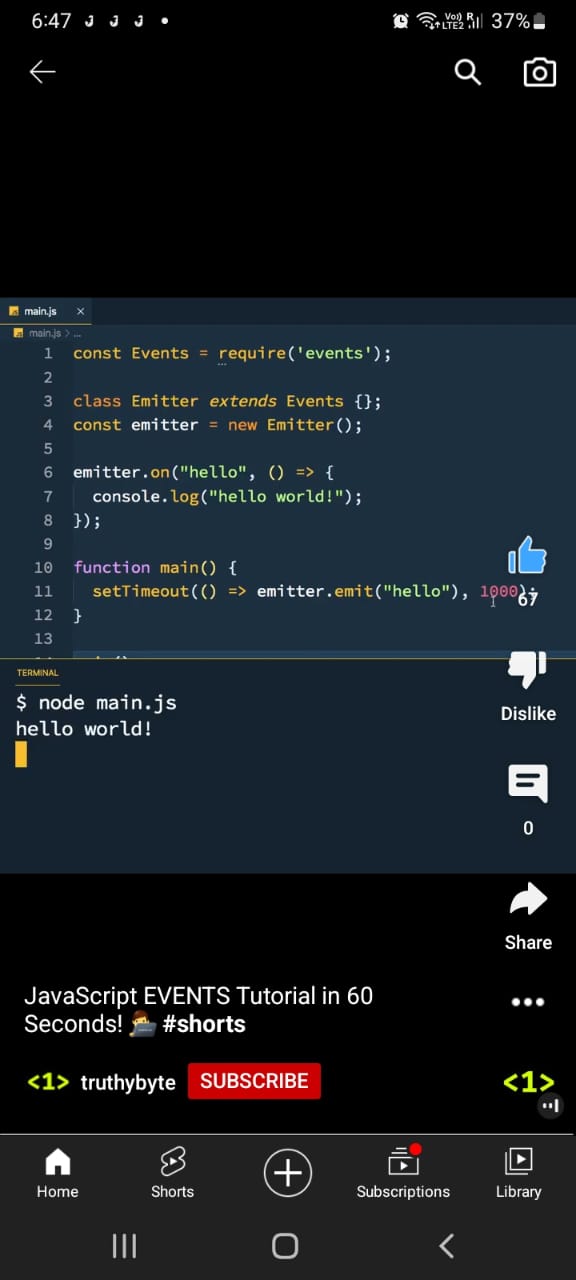 6:47
Vo)) R
LTE2
37%
main.js ×
main.js > ...
1 const Events = require('events');
2
3 class Emitter extends Events {};
4 const emitter = new Emitter();
5
6 emitter.on("hello", () => {
7 console.log("hello world!");
8 });
9
10 function main() {
11 setTimeout(() => emitter.emit("hello"), 1000);
12 }
13
67
TERMINAL
$ node main.js
hello world!
Dislike
0
Share
JavaScript EVENTS Tutorial in 60
Seconds! 👨‍💻 #shorts
<1> truthybyte SUBSCRIBE <1>
Home Shorts Subscriptions Library